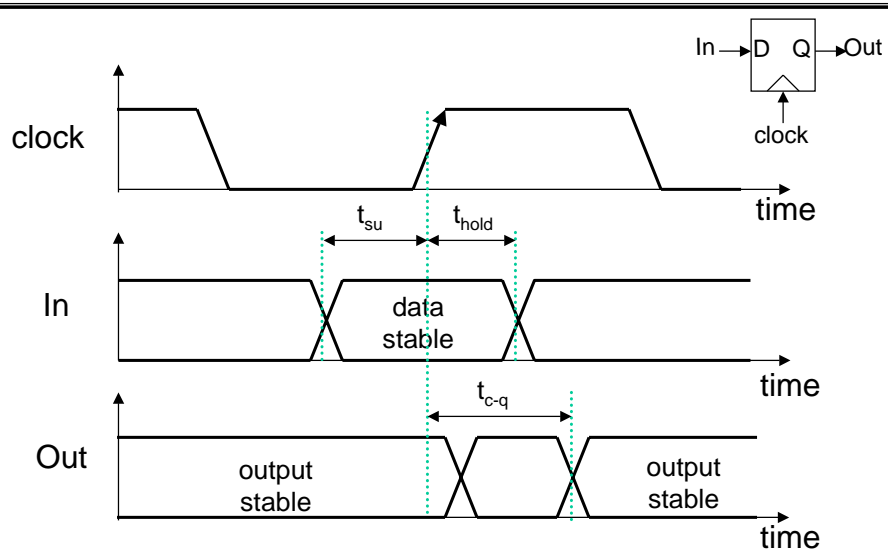 In D Q Out
clock
clock
time
t_su t_hold
In
data
stable
time
t_c-q
Out
output
stable
output
stable
time